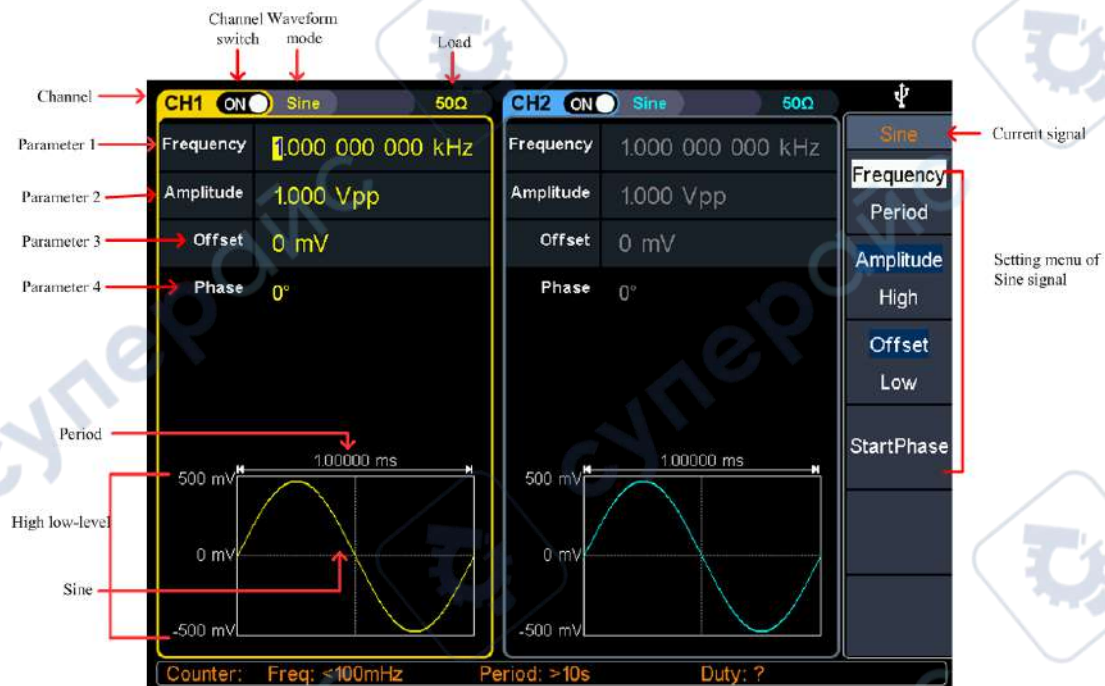 Channel Waveform
switch mode
Load
Channel
CH1 ON Sine 50Ω
CH2 ON Sine 50Ω
Sine
Current signal
Parameter 1
Frequency 1.000 000 000 kHz
Frequency 1.000 000 000 kHz
Frequency
Period
Parameter 2
Amplitude 1.000 Vpp
Amplitude 1.000 Vpp
Parameter 3
Offset 0 mV
Offset 0 mV
Amplitude
High
Setting menu of
Sine signal
Parameter 4
Phase 0°
Phase 0°
Offset
Low
StartPhase
Period
1.00000 ms
1.00000 ms
500 mV
500 mV
High low-level
0 mV
0 mV
Sine
-500 mV
-500 mV
Counter: Freq: <100mHz Period: >10s Duty: ?
суперайс
суперайс